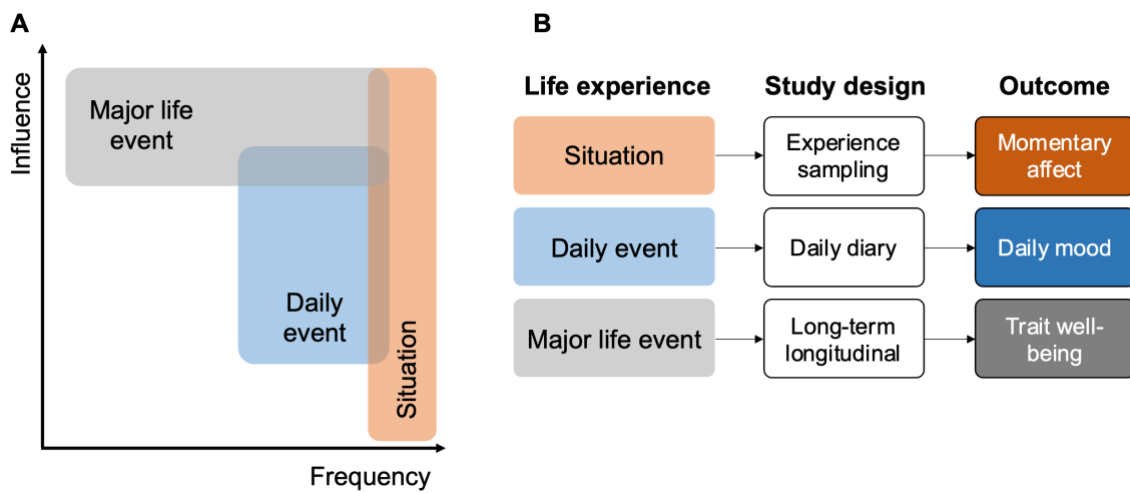 A
Influence
Major life
event
Daily
event
Situation
Frequency
B
Life experience
Study design
Outcome
Situation
Experience
sampling
Momentary
affect
Daily event
Daily diary
Daily mood
Major life event
Long-term
longitudinal
Trait well-
being